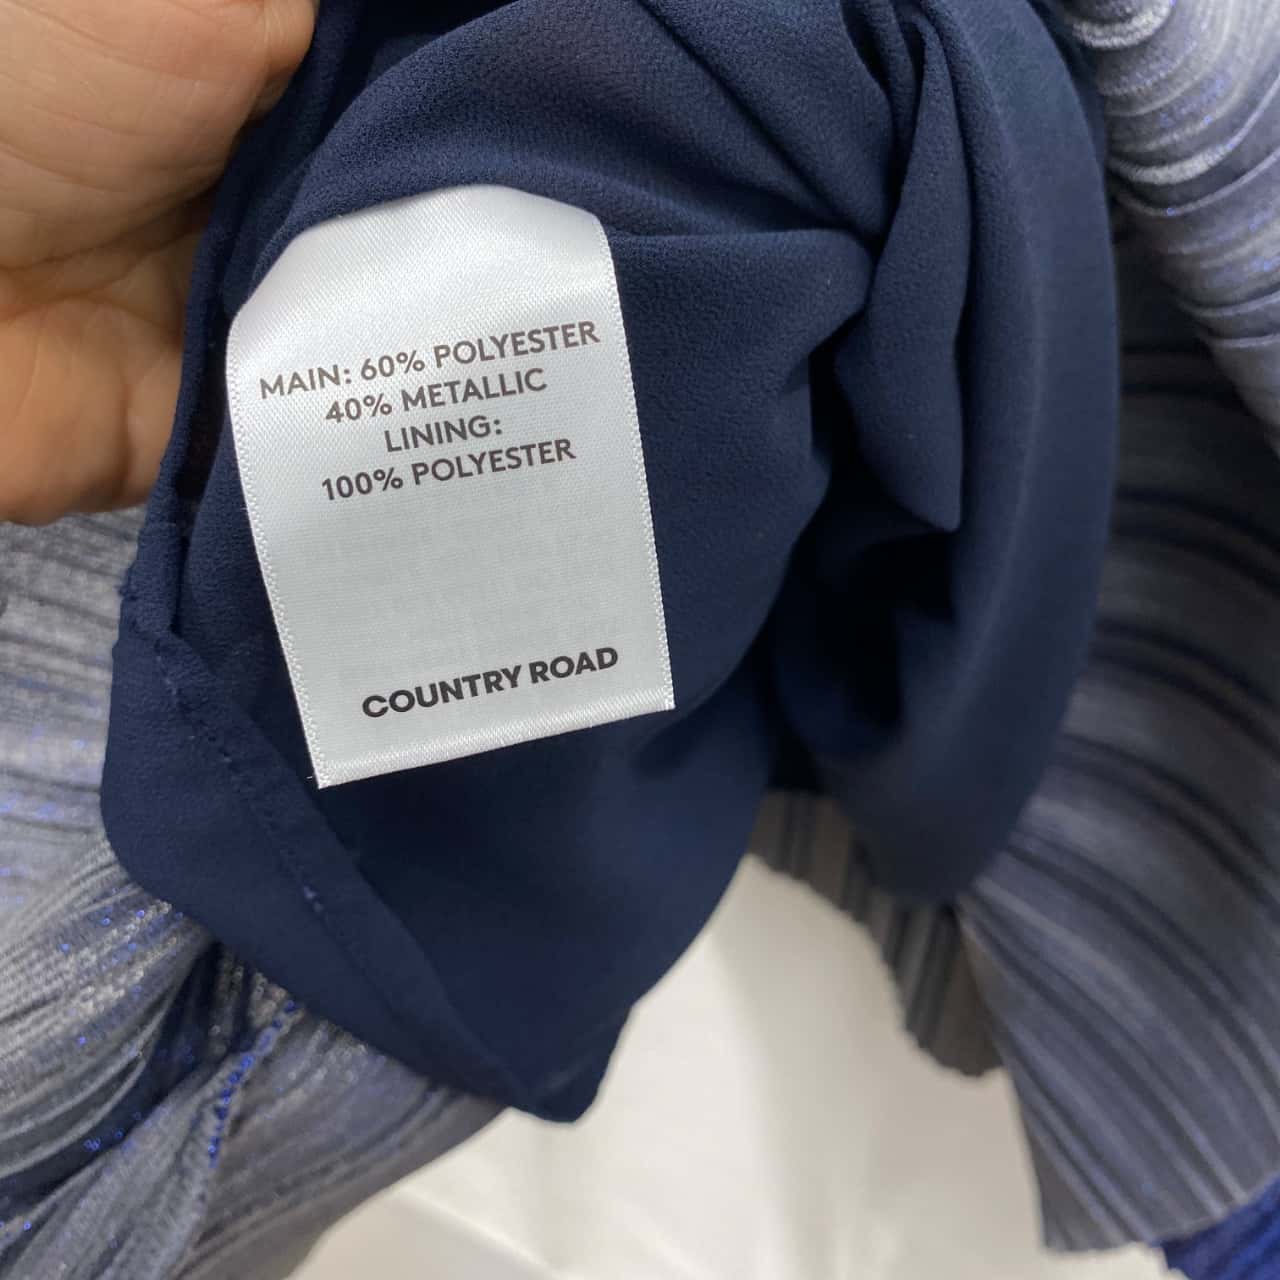 MAIN: 60% POLYESTER
40% METALLIC
LINING:
100% POLYESTER
COUNTRY ROAD